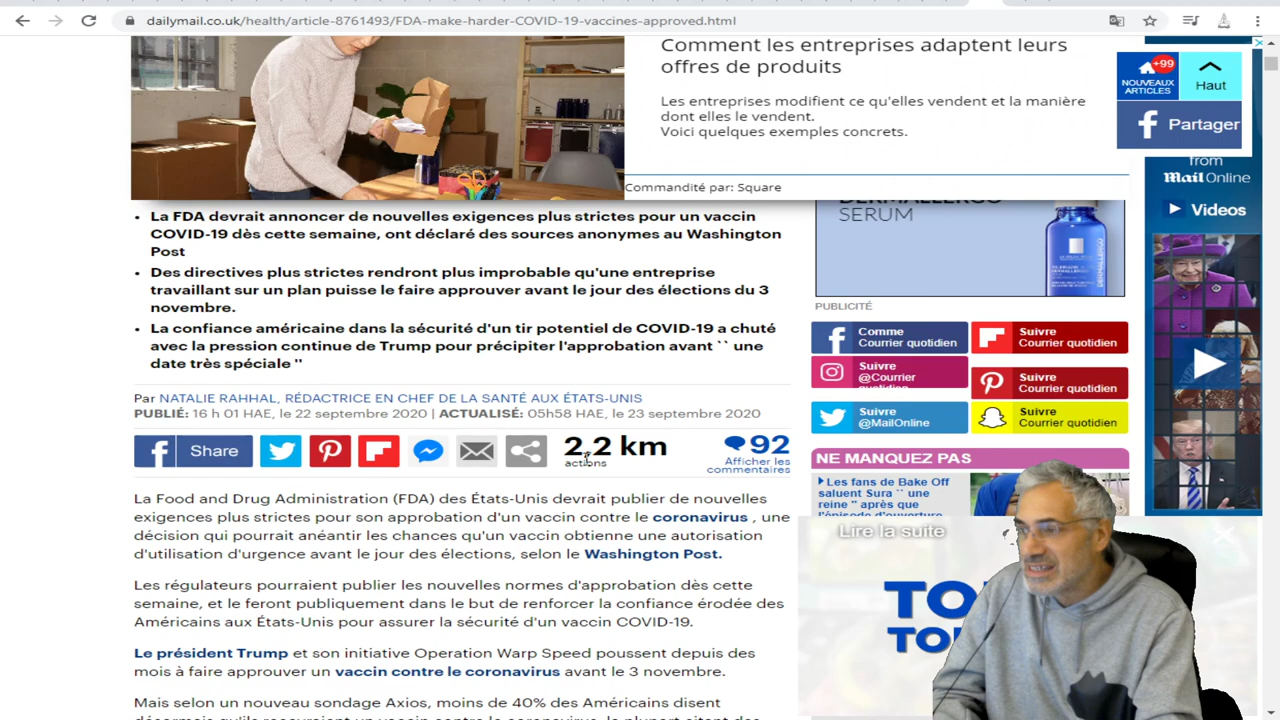 dailymail.co.uk/health/article-8761493/FDA-make-harder-COVID-19-vaccines-approved.html
Comment les entreprises adaptent leurs
offres de produits
Les entreprises modifient ce qu'elles vendent et la manière
dont elles le vendent.
Voici quelques exemples concrets.
Commandité par: Square
+99
NOUVEAUX
ARTICLES
Haut
Partager
from
Mail Online
Videos
La FDA devrait annoncer de nouvelles exigences plus strictes pour un vaccin
COVID-19 dès cette semaine, ont déclaré des sources anonymes au Washington
Post
Des directives plus strictes rendront plus improbable qu'une entreprise
travaillant sur un plan puisse le faire approuver avant le jour des élections du 3
novembre.
La confiance américaine dans la sécurité d'un tir potentiel de COVID-19 a chuté
avec la pression continue de Trump pour précipiter l'approbation avant `` une
date très spéciale ''
Par NATALIE RAHHAL, RÉDACTRICE EN CHEF DE LA SANTÉ AUX ÉTATS-UNIS
PUBLIÉ: 16 h 01 HAE, le 22 septembre 2020 | ACTUALISÉ: 05h58 HAE, le 23 septembre 2020
Share
2,2 km
actions
92
Afficher les
commentaires
La Food and Drug Administration (FDA) des États-Unis devrait publier de nouvelles
exigences plus strictes pour son approbation d'un vaccin contre le coronavirus , une
décision qui pourrait anéantir les chances qu'un vaccin obtienne une autorisation
d'utilisation d'urgence avant le jour des élections, selon le Washington Post.
Les régulateurs pourraient publier les nouvelles normes d'approbation dès cette
semaine, et le feront publiquement dans le but de renforcer la confiance érodée des
Américains aux États-Unis pour assurer la sécurité d'un vaccin COVID-19.
Le président Trump et son initiative Operation Warp Speed poussent depuis des
mois à faire approuver un vaccin contre le coronavirus avant le 3 novembre.
Mais selon un nouveau sondage Axios, moins de 40% des Américains disent
SERUM
PUBLICITÉ
Comme
Courrier quotidien
Suivre
Courrier quotidien
Suivre
@Courrier
quotidien
Suivre
Courrier quotidien
Suivre
@MailOnline
Suivre
Courrier quotidien
NE MANQUEZ PAS
Les fans de Bake Off
saluent Sura `` une
reine '' après que
l'épisode d'ouverture
Lire la suite